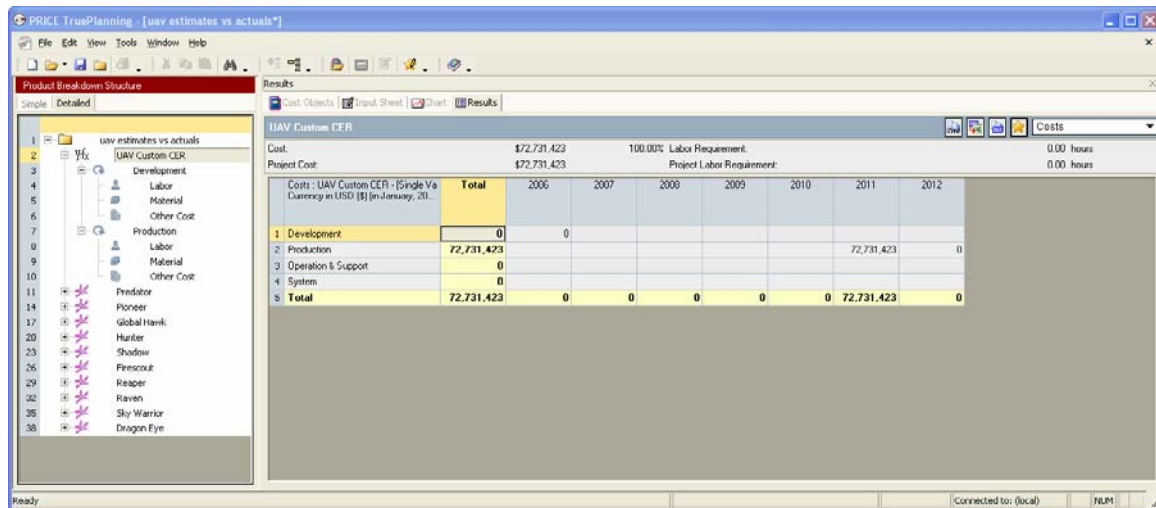 PRICE TruePlanning - [uav estimates vs actuals*]
File Edit View Tools Window Help
Product Breakdown Structure
Simple Detailed
1 uav estimates vs actuals
2 UAV Custom CER
3 Development
4 Labor
5 Material
6 Other Cost
7 Production
8 Labor
9 Material
10 Other Cost
11 Predator
14 Pioneer
17 Global Hawk
20 Hunter
23 Shadow
26 Firescout
29 Reaper
32 Raven
35 Sky Warrior
38 Dragon Eye
Results
Cost Objects Input Sheet Chart Results
UAV Custom CER Costs
Cost: $72,731,423 100.00% Labor Requirement: 0.00 hours
Project Cost: $72,731,423 Project Labor Requirement: 0.00 hours
Costs : UAV Custom CER - [Single Va Total 2006 2007 2008 2009 2010 2011 2012
Currency in USD ($) (in January, 20...
1 Development 0 0
2 Production 72,731,423 72,731,423 0
3 Operation & Support 0
4 System 0
5 Total 72,731,423 0 0 0 0 0 72,731,423 0
Ready Connected to: (local) NUM